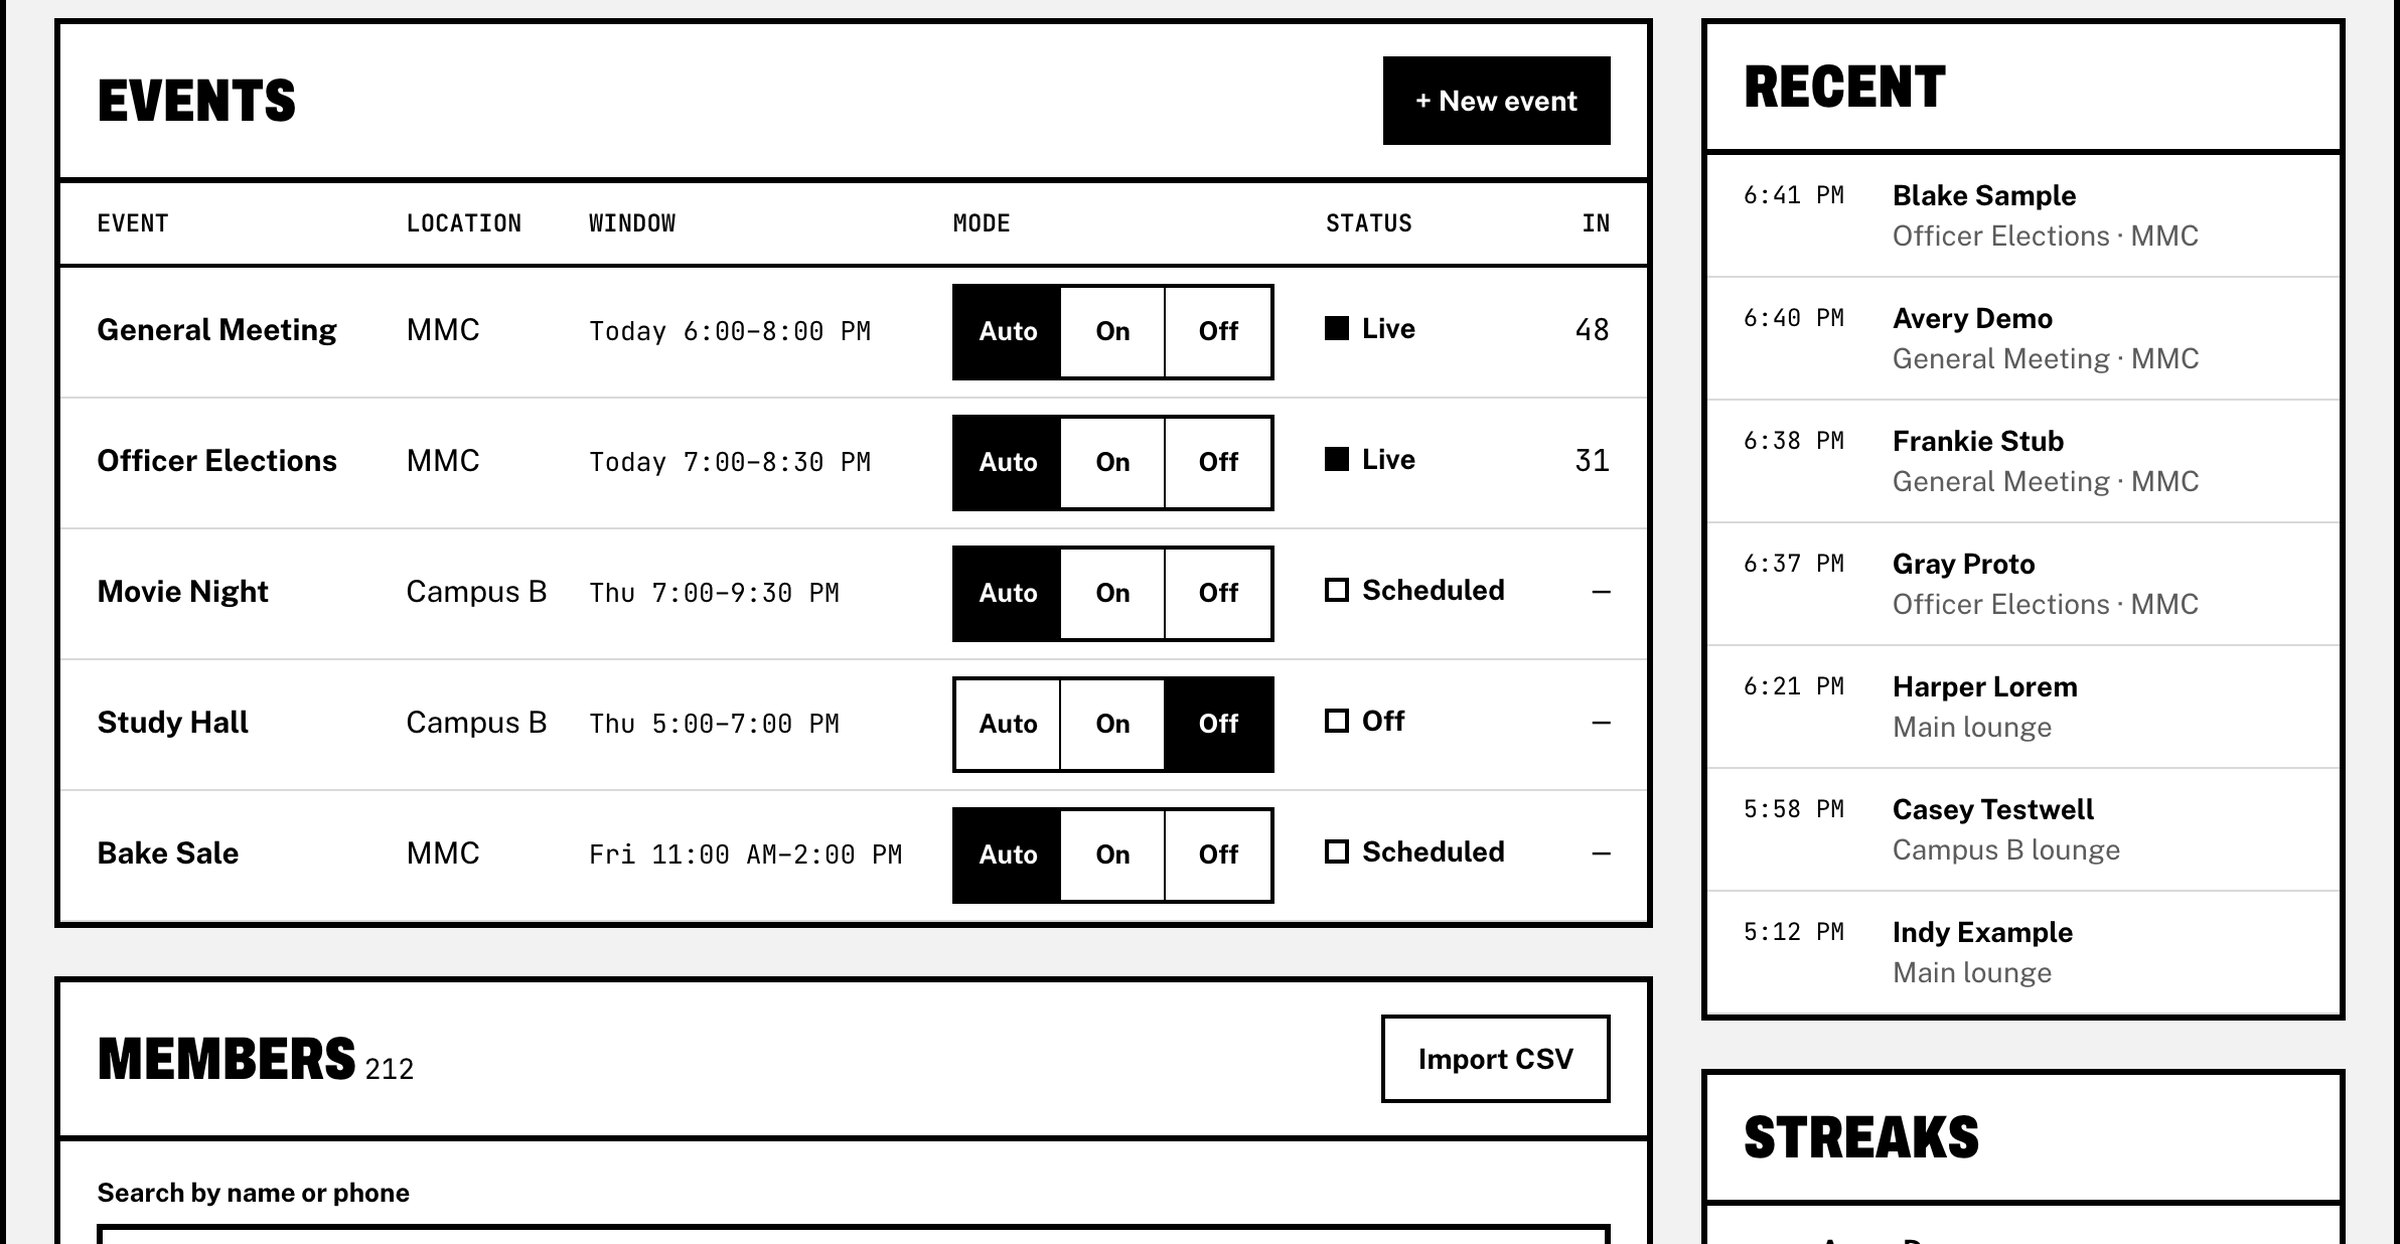 EVENTS
+ New event
EVENT LOCATION WINDOW MODE STATUS IN
General Meeting MMC Today 6:00–8:00 PM Auto On Off Live 48
Officer Elections MMC Today 7:00–8:30 PM Auto On Off Live 31
Movie Night Campus B Thu 7:00–9:30 PM Auto On Off Scheduled —
Study Hall Campus B Thu 5:00–7:00 PM Auto On Off Off —
Bake Sale MMC Fri 11:00 AM–2:00 PM Auto On Off Scheduled —
MEMBERS 212
Import CSV
Search by name or phone
RECENT
6:41 PM Blake Sample
Officer Elections · MMC
6:40 PM Avery Demo
General Meeting · MMC
6:38 PM Frankie Stub
General Meeting · MMC
6:37 PM Gray Proto
Officer Elections · MMC
6:21 PM Harper Lorem
Main lounge
5:58 PM Casey Testwell
Campus B lounge
5:12 PM Indy Example
Main lounge
STREAKS